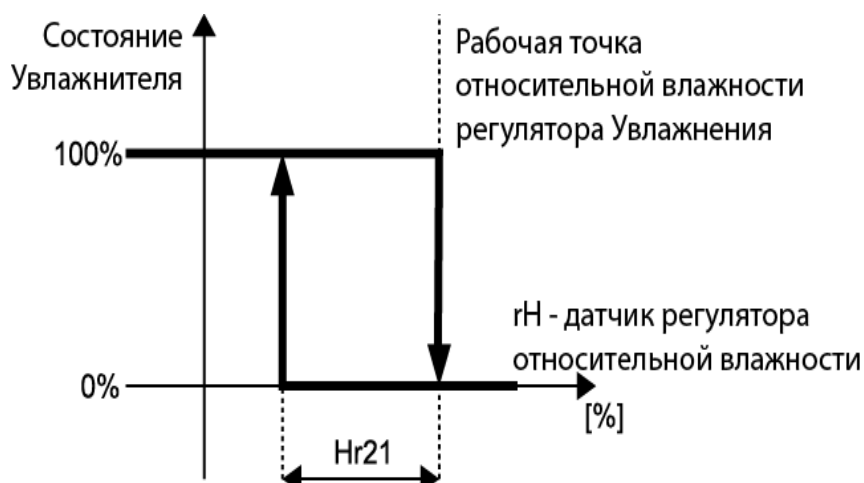 Состояние
Увлажнителя
Рабочая точка
относительной влажности
регулятора Увлажнения
100%
rH - датчик регулятора
относительной влажности
0%
[%]
Hr21